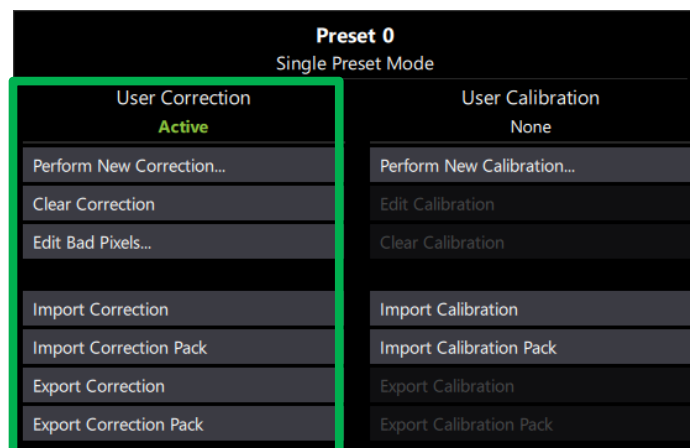 Preset 0
Single Preset Mode
User Correction
Active
Perform New Correction...
Clear Correction
Edit Bad Pixels...
Import Correction
Import Correction Pack
Export Correction
Export Correction Pack
User Calibration
None
Perform New Calibration...
Edit Calibration
Clear Calibration
Import Calibration
Import Calibration Pack
Export Calibration
Export Calibration Pack